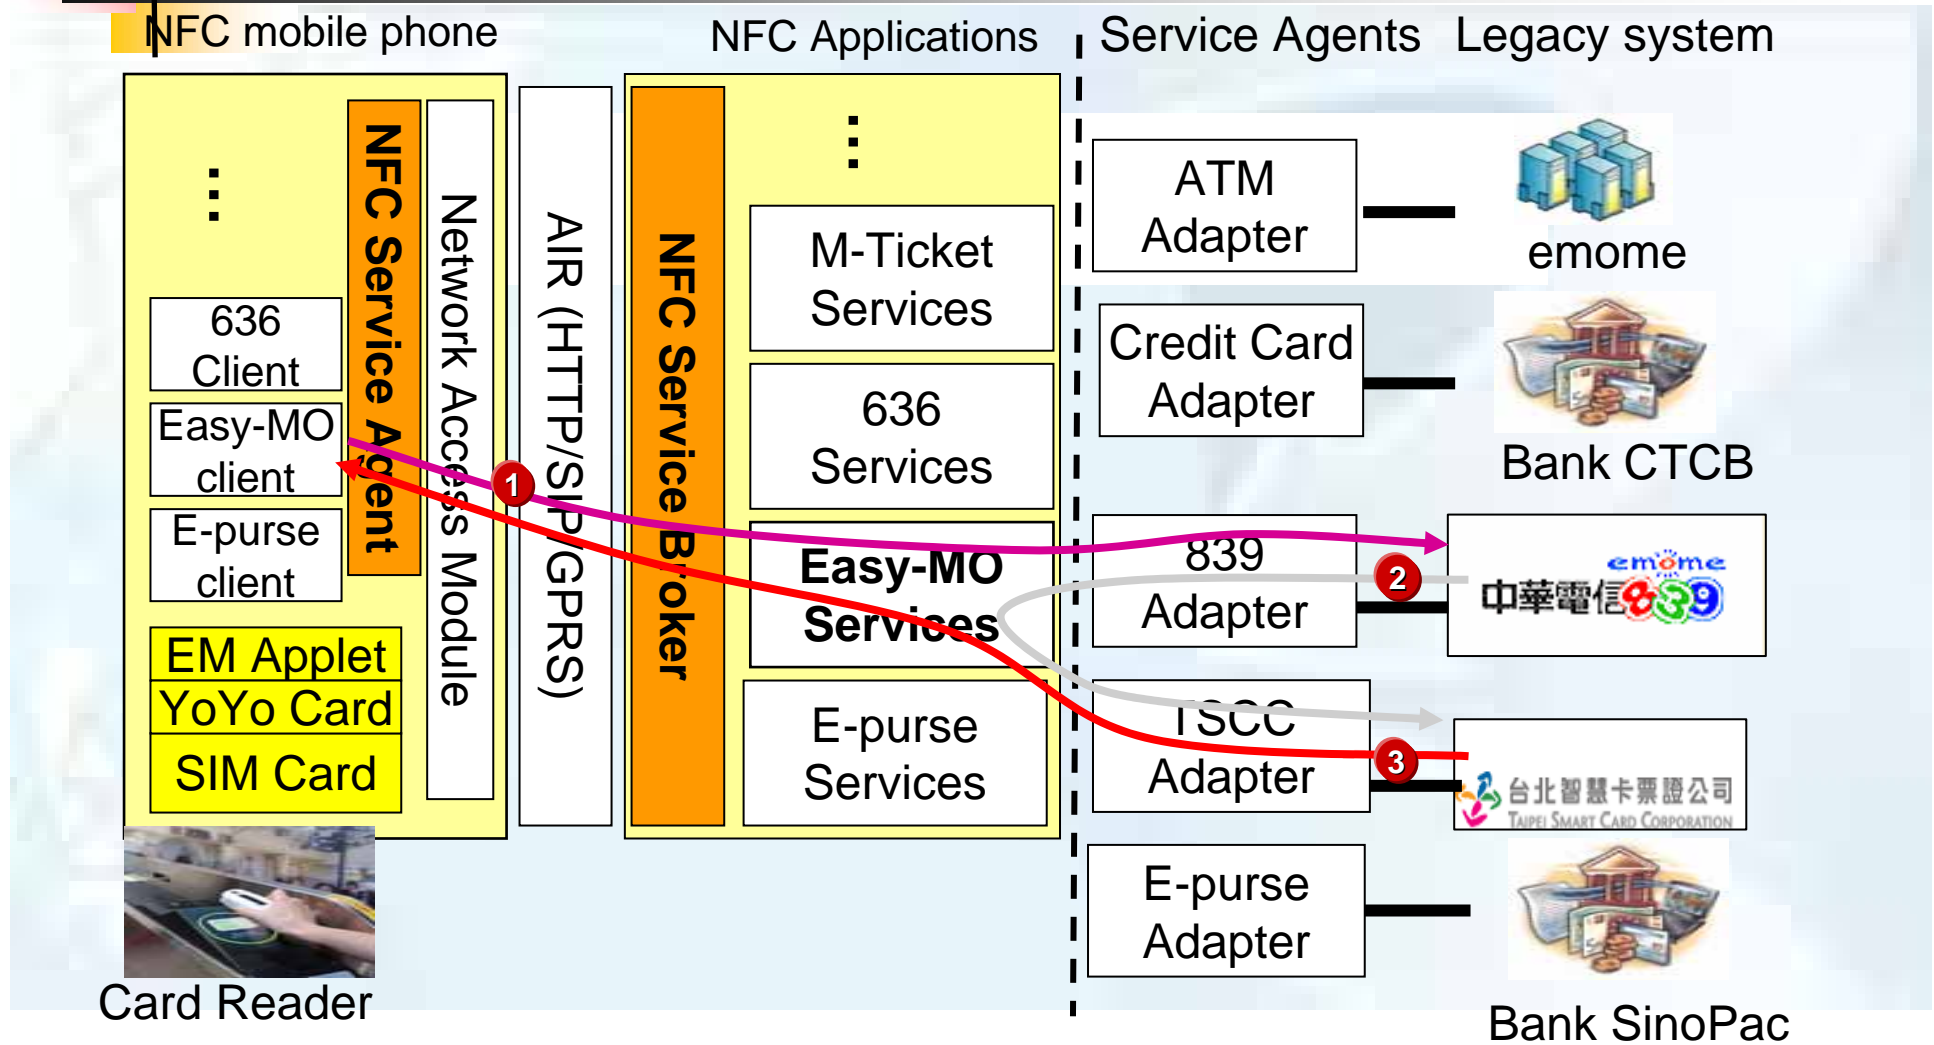 NFC mobile phone
NFC Applications
Service Agents
Legacy system
⋮
636
Client
Easy-MO
client
E-purse
client
EM Applet
YoYo Card
SIM Card
NFC Service Agent
Network Access Module
AIR (HTTP/SIP/GPRS)
NFC Service Broker
⋮
M-Ticket
Services
636
Services
Easy-MO
Services
E-purse
Services
ATM
Adapter
Credit Card
Adapter
839
Adapter
TSCC
Adapter
E-purse
Adapter
emome
Bank CTCB
emome
中華電信839
台北智慧卡票證公司
TAIPEI SMART CARD CORPORATION
Bank SinoPac
1
2
3
Card Reader